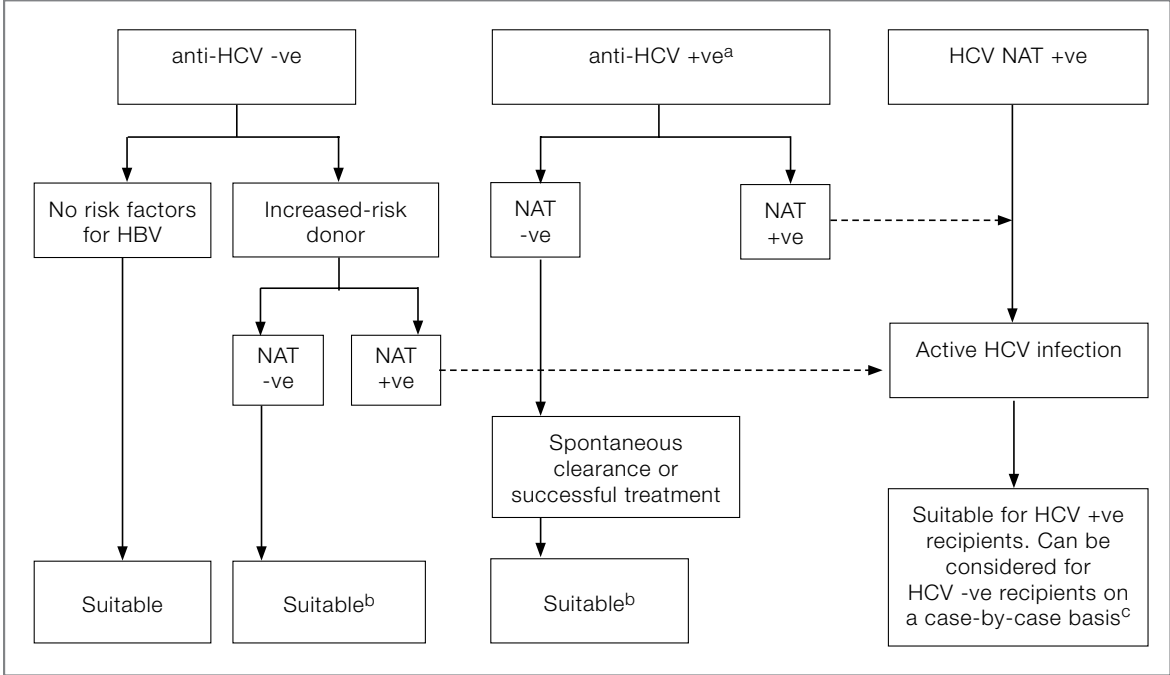 anti-HCV -ve
anti-HCV +veᵃ
HCV NAT +ve
No risk factors
for HBV
Increased-risk
donor
NAT
-ve
NAT
+ve
NAT
-ve
NAT
+ve
Active HCV infection
Spontaneous
clearance or
successful treatment
Suitable
Suitableᵇ
Suitableᵇ
Suitable for HCV +ve
recipients. Can be
considered for
HCV -ve recipients on
a case-by-case basisᶜ